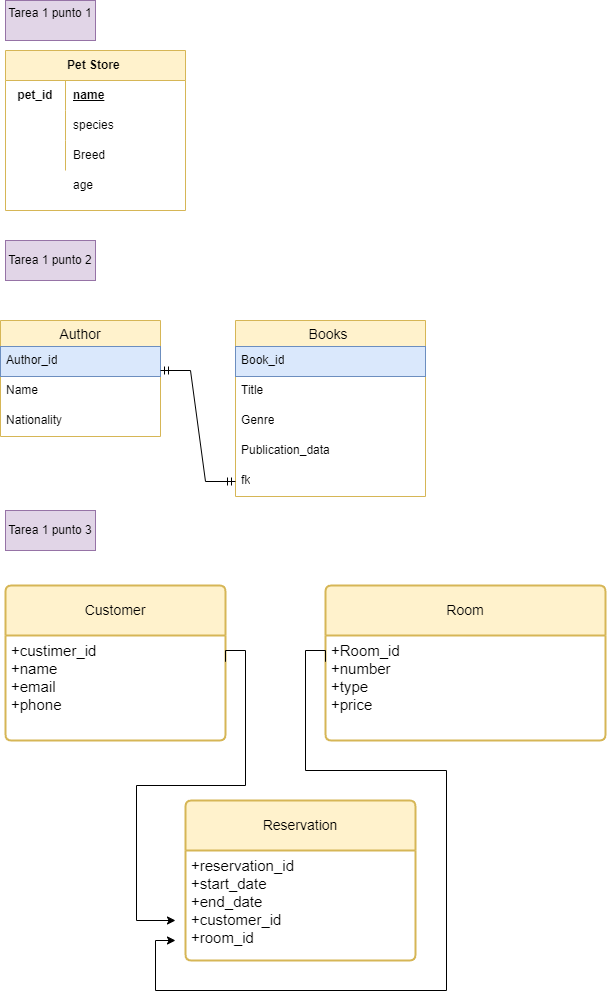 Tarea 1 punto 1
Pet Store
pet_id name
species
Breed
age
Tarea 1 punto 2
Author
Author_id
Name
Nationality
Books
Book_id
Title
Genre
Publication_data
fk
Tarea 1 punto 3
Customer
+custimer_id
+name
+email
+phone
Room
+Room_id
+number
+type
+price
Reservation
+reservation_id
+start_date
+end_date
+customer_id
+room_id